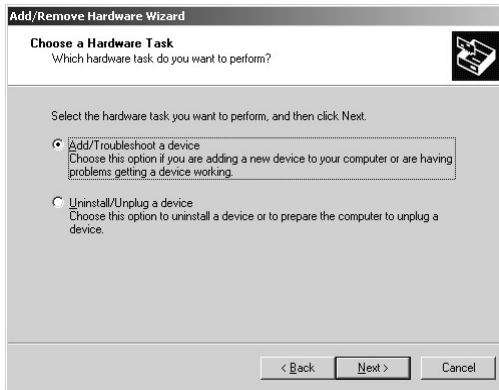 Add/Remove Hardware Wizard
Choose a Hardware Task
Which hardware task do you want to perform?
Select the hardware task you want to perform, and then click Next.
Add/Troubleshoot a device
Choose this option if you are adding a new device to your computer or are having
problems getting a device working.
Uninstall/Unplug a device
Choose this option to uninstall a device or to prepare the computer to unplug a
device.
< Back
Next >
Cancel